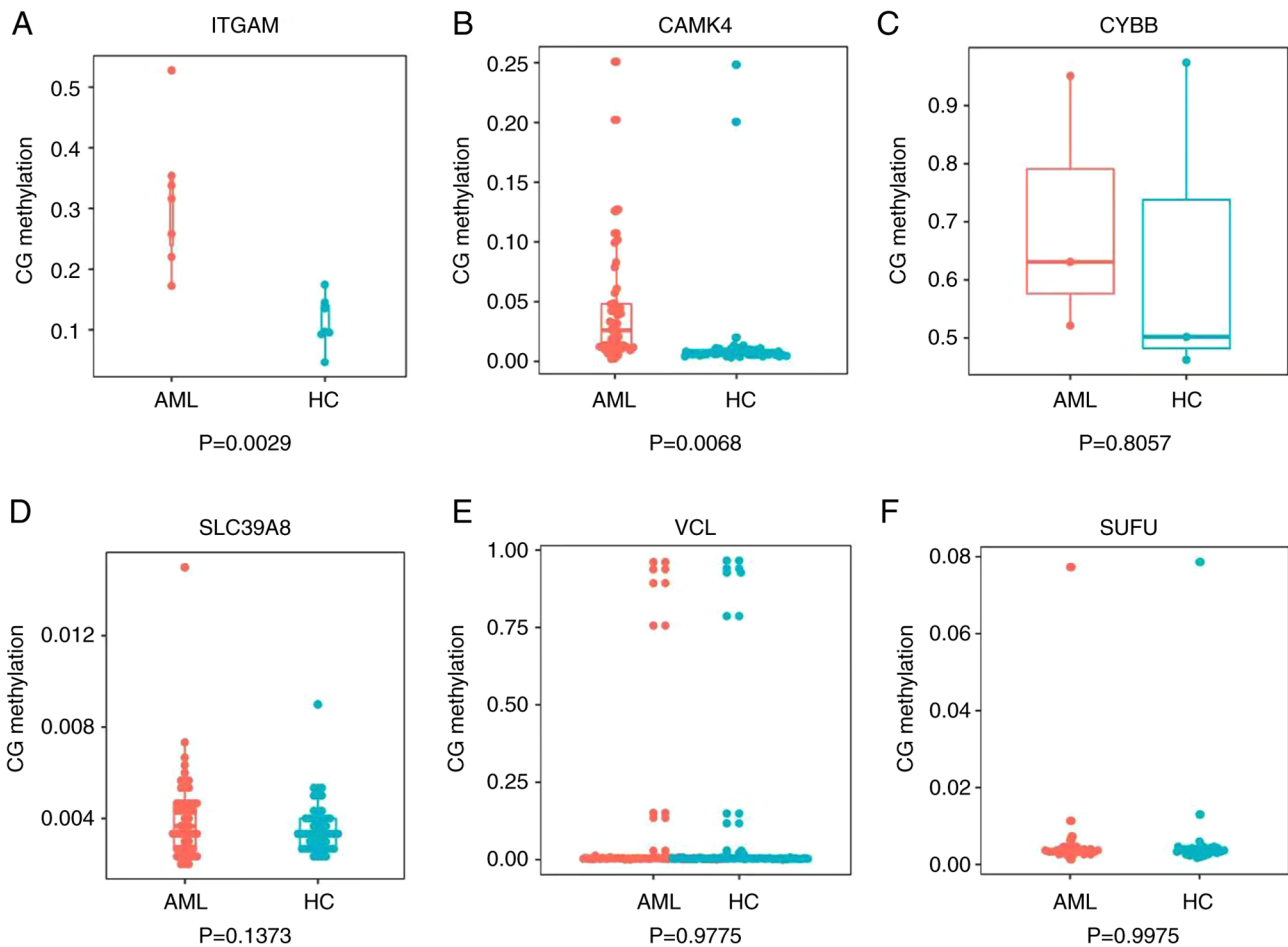 A
ITGAM
CG methylation
0.5
0.4
0.3
0.2
0.1
AML HC
P=0.0029
B
CAMK4
CG methylation
0.25
0.20
0.15
0.10
0.05
0.00
AML HC
P=0.0068
C
CYBB
CG methylation
0.9
0.8
0.7
0.6
0.5
AML HC
P=0.8057
D
SLC39A8
CG methylation
0.012
0.008
0.004
AML HC
P=0.1373
E
VCL
CG methylation
1.00
0.75
0.50
0.25
0.00
AML HC
P=0.9775
F
SUFU
CG methylation
0.08
0.06
0.04
0.02
0.00
AML HC
P=0.9975